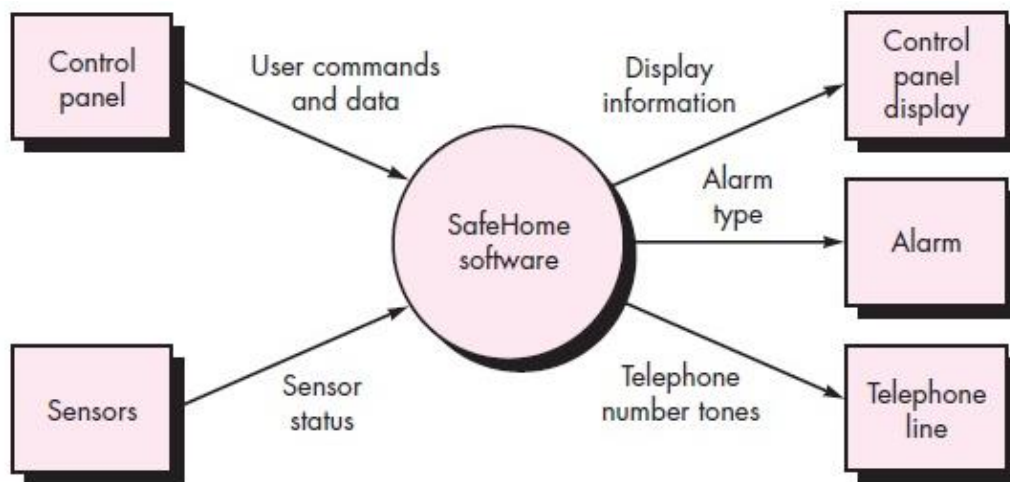 Control
panel
User commands
and data
Display
information
Control
panel
display
SafeHome
software
Alarm
type
Alarm
Sensors
Sensor
status
Telephone
number tones
Telephone
line